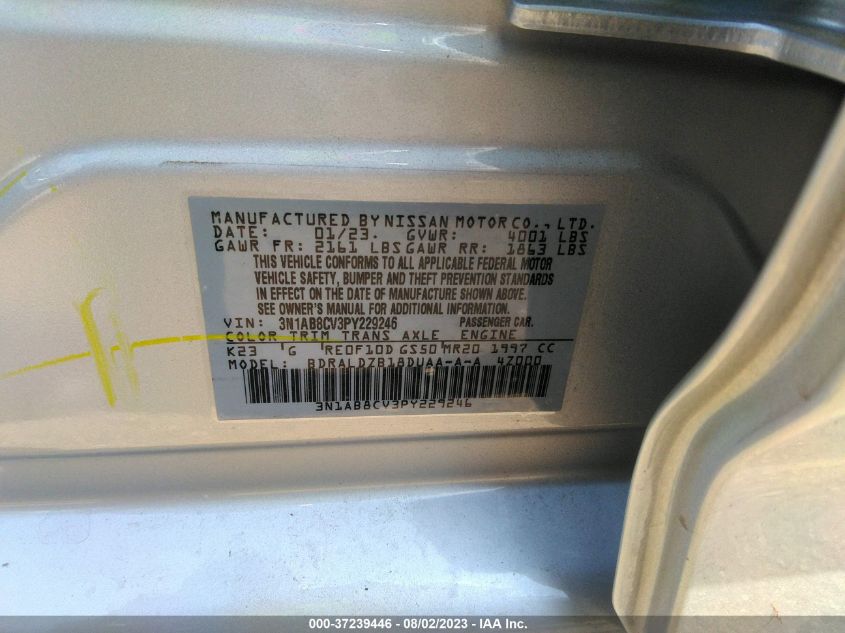 MANUFACTURED BY NISSAN MOTOR CO., LTD.
DATE: 01/23. GVWR: 4001 LBS
GAWR FR: 2161 LBS GAWR RR: 1863 LBS
THIS VEHICLE CONFORMS TO ALL APPLICABLE FEDERAL MOTOR
VEHICLE SAFETY, BUMPER AND THEFT PREVENTION STANDARDS
IN EFFECT ON THE DATE OF MANUFACTURE SHOWN ABOVE.
SEE OWNER'S MANUAL FOR ADDITIONAL INFORMATION.
VIN: 3N1AB8CV3PY229246 PASSENGER CAR.
COLOR TRIM TRANS AXLE ENGINE
K23 'G RE0F10D GS50 MR20 1997 CC
MODEL: BDRALDZB18DUAA-A-A 4Z000
3N1AB8CV3PY229246
000-37239446 - 08/02/2023 - IAA Inc.